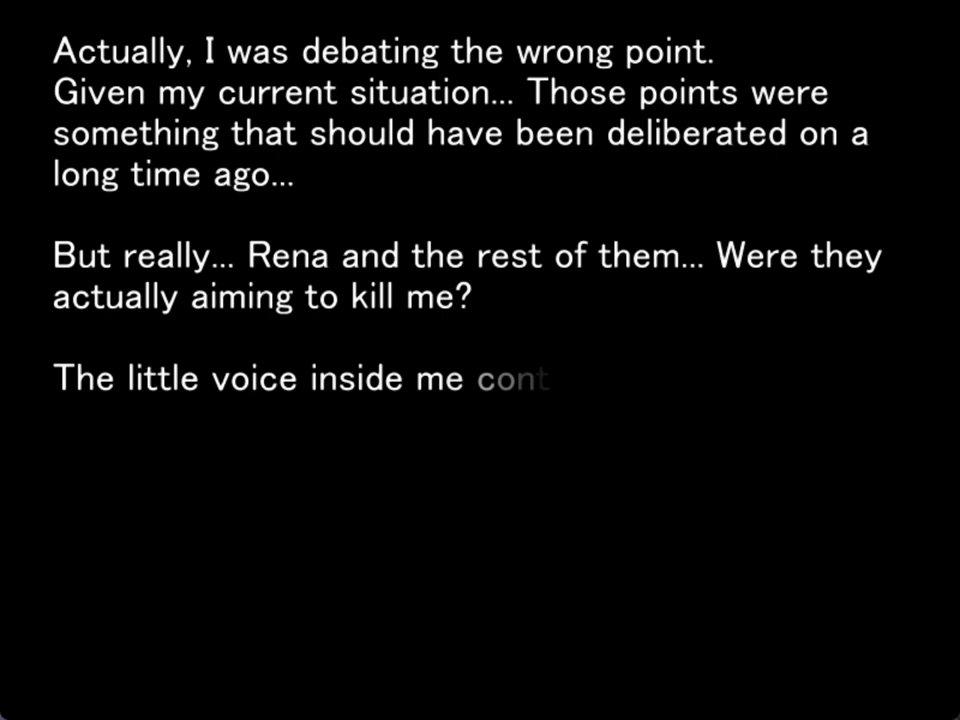 Actually, I was debating the wrong point.
Given my current situation... Those points were
something that should have been deliberated on a
long time ago...
But really... Rena and the rest of them... Were they
actually aiming to kill me?
The little voice inside me cont